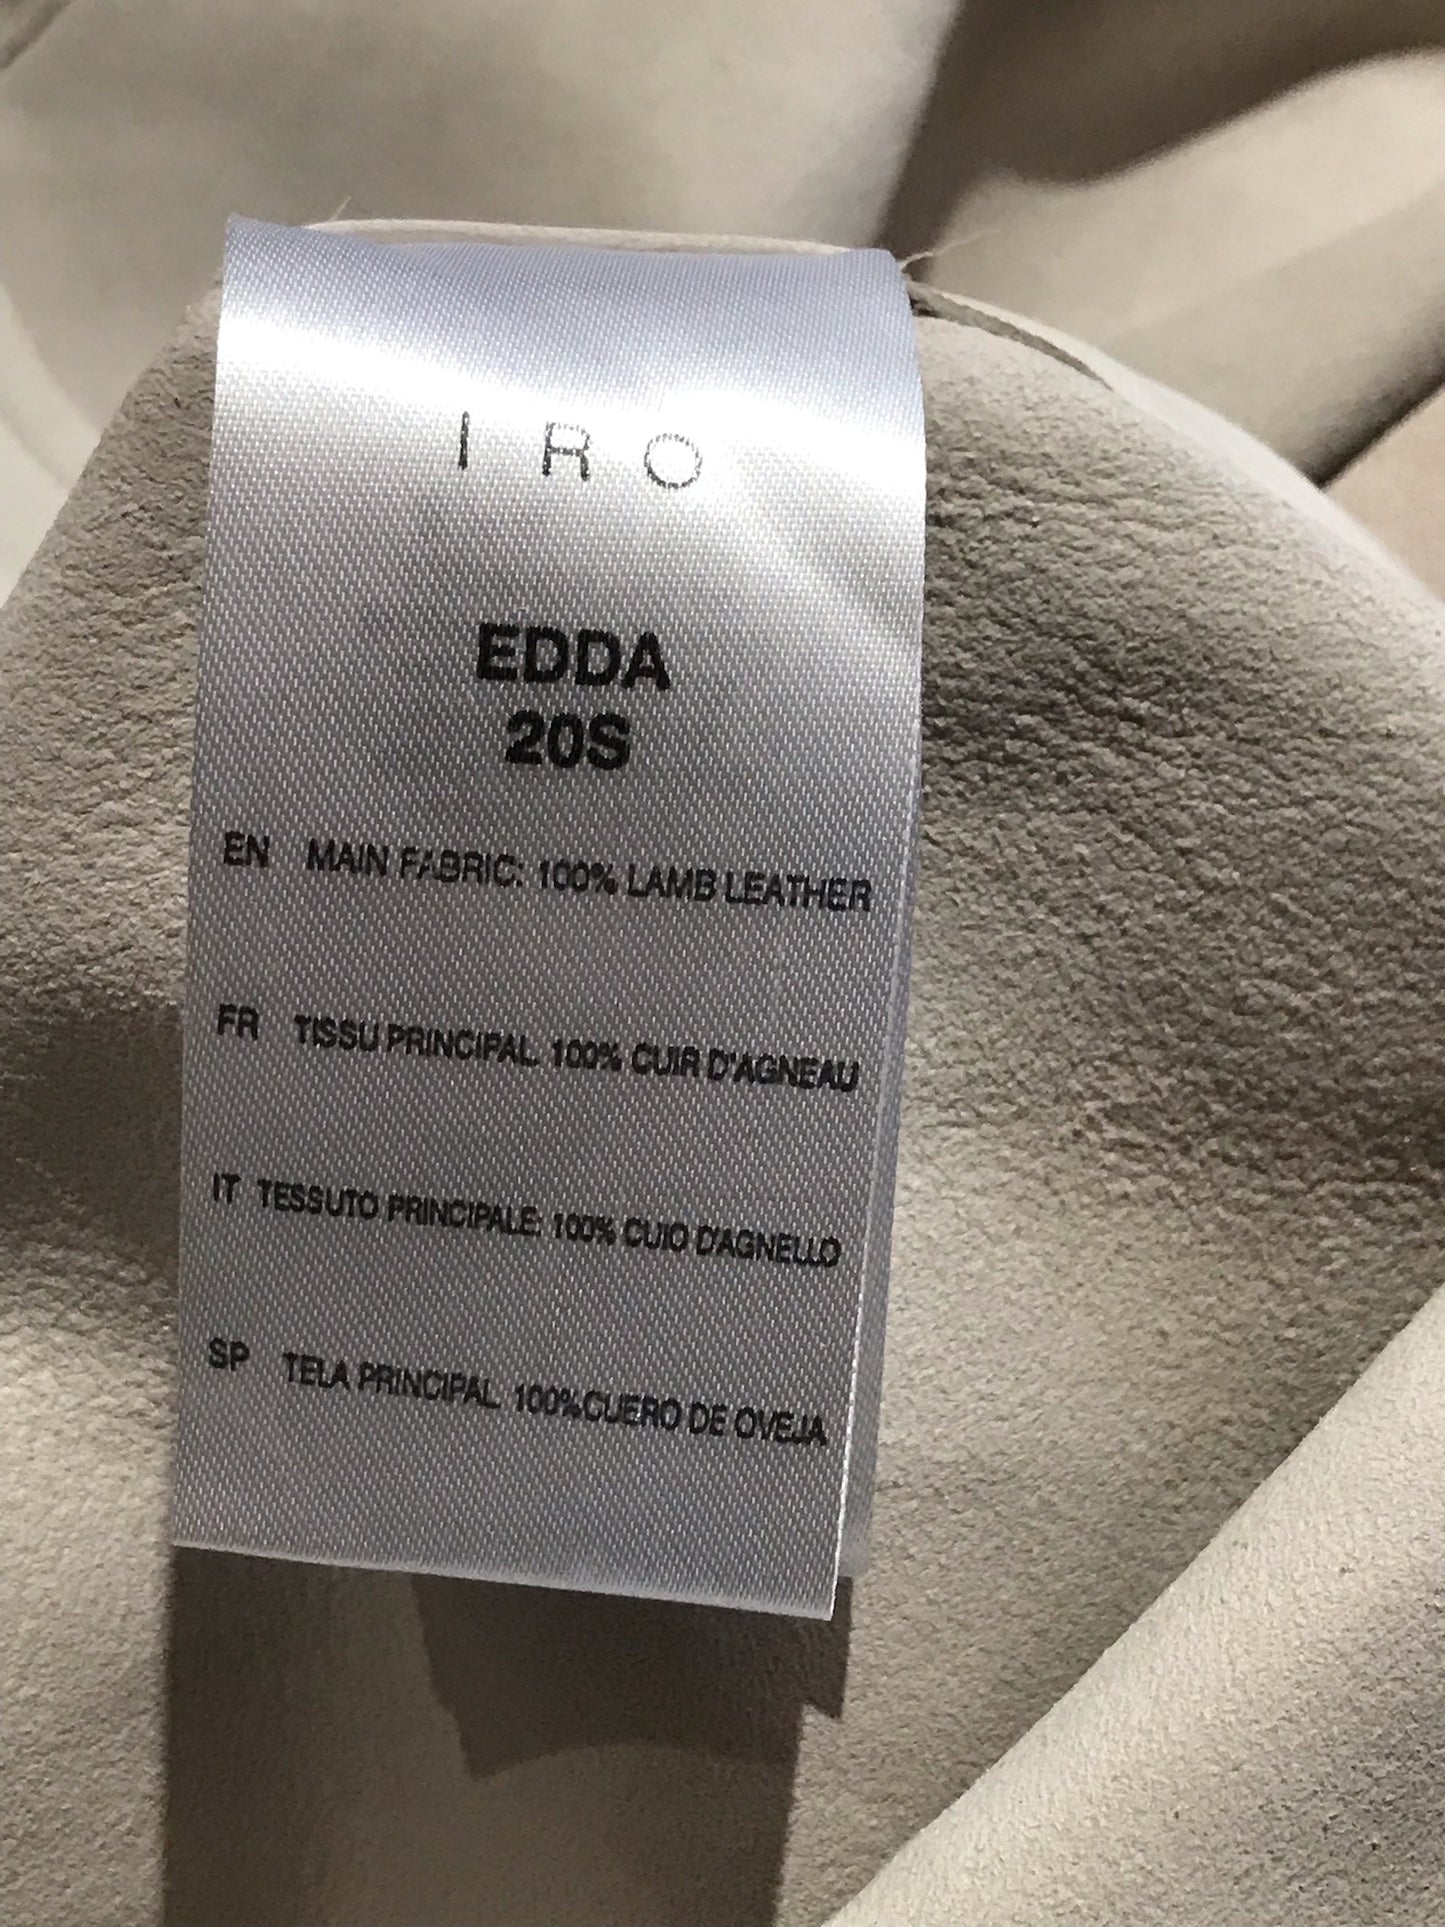 IRO
EDDA
20S
EN MAIN FABRIC: 100% LAMB LEATHER
FR TISSU PRINCIPAL 100% CUIR D'AGNEAU
IT TESSUTO PRINCIPALE: 100% CUIO D'AGNELLO
SP TELA PRINCIPAL 100%CUERO DE OVEJA